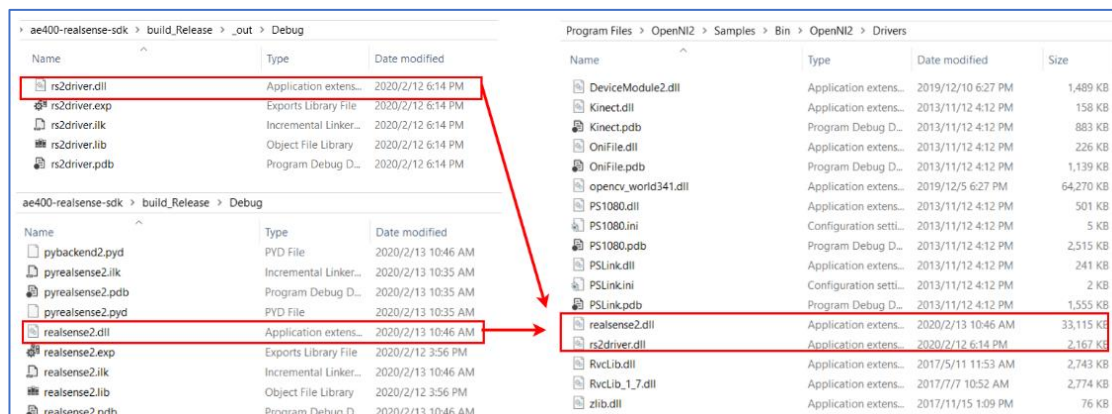 ae400-realsense-sdk > build_Release > _out > Debug
Name Type Date modified
rs2driver.dll Application extens... 2020/2/12 6:14 PM
rs2driver.exp Exports Library File 2020/2/12 6:14 PM
rs2driver.ilk Incremental Linker... 2020/2/12 6:14 PM
rs2driver.lib Object File Library 2020/2/12 6:14 PM
rs2driver.pdb Program Debug D... 2020/2/12 6:14 PM
ae400-realsense-sdk > build_Release > Debug
Name Type Date modified
pybackend2.pyd PYD File 2020/2/13 10:46 AM
pyrealsense2.ilk Incremental Linker... 2020/2/13 10:35 AM
pyrealsense2.pdb Program Debug D... 2020/2/13 10:35 AM
pyrealsense2.pyd PYD File 2020/2/13 10:35 AM
realsense2.dll Application extens... 2020/2/13 10:46 AM
realsense2.exp Exports Library File 2020/2/12 3:56 PM
realsense2.ilk Incremental Linker... 2020/2/13 10:46 AM
realsense2.lib Object File Library 2020/2/12 3:56 PM
realsense2.pdb Program Debug D... 2020/2/13 10:46 AM
Program Files > OpenNI2 > Samples > Bin > OpenNI2 > Drivers
Name Type Date modified Size
DeviceModule2.dll Application extens... 2019/12/10 6:27 PM 1,489 KB
Kinect.dll Application extens... 2013/11/12 4:12 PM 158 KB
Kinect.pdb Program Debug D... 2013/11/12 4:12 PM 883 KB
OniFile.dll Application extens... 2013/11/12 4:12 PM 226 KB
OniFile.pdb Program Debug D... 2013/11/12 4:12 PM 1,139 KB
opencv_world341.dll Application extens... 2019/12/5 6:27 PM 64,270 KB
PS1080.dll Application extens... 2013/11/12 4:12 PM 501 KB
PS1080.ini Configuration setti... 2013/11/12 4:12 PM 5 KB
PS1080.pdb Program Debug D... 2013/11/12 4:12 PM 2,515 KB
PSLink.dll Application extens... 2013/11/12 4:12 PM 241 KB
PSLink.ini Configuration setti... 2013/11/12 4:12 PM 2 KB
PSLink.pdb Program Debug D... 2013/11/12 4:12 PM 1,555 KB
realsense2.dll Application extens... 2020/2/13 10:46 AM 33,115 KB
rs2driver.dll Application extens... 2020/2/12 6:14 PM 2,167 KB
RvcLib.dll Application extens... 2017/5/11 11:53 AM 2,743 KB
RvcLib_1_7.dll Application extens... 2017/7/7 10:52 AM 2,774 KB
zlib.dll Application extens... 2017/11/15 1:09 PM 76 KB